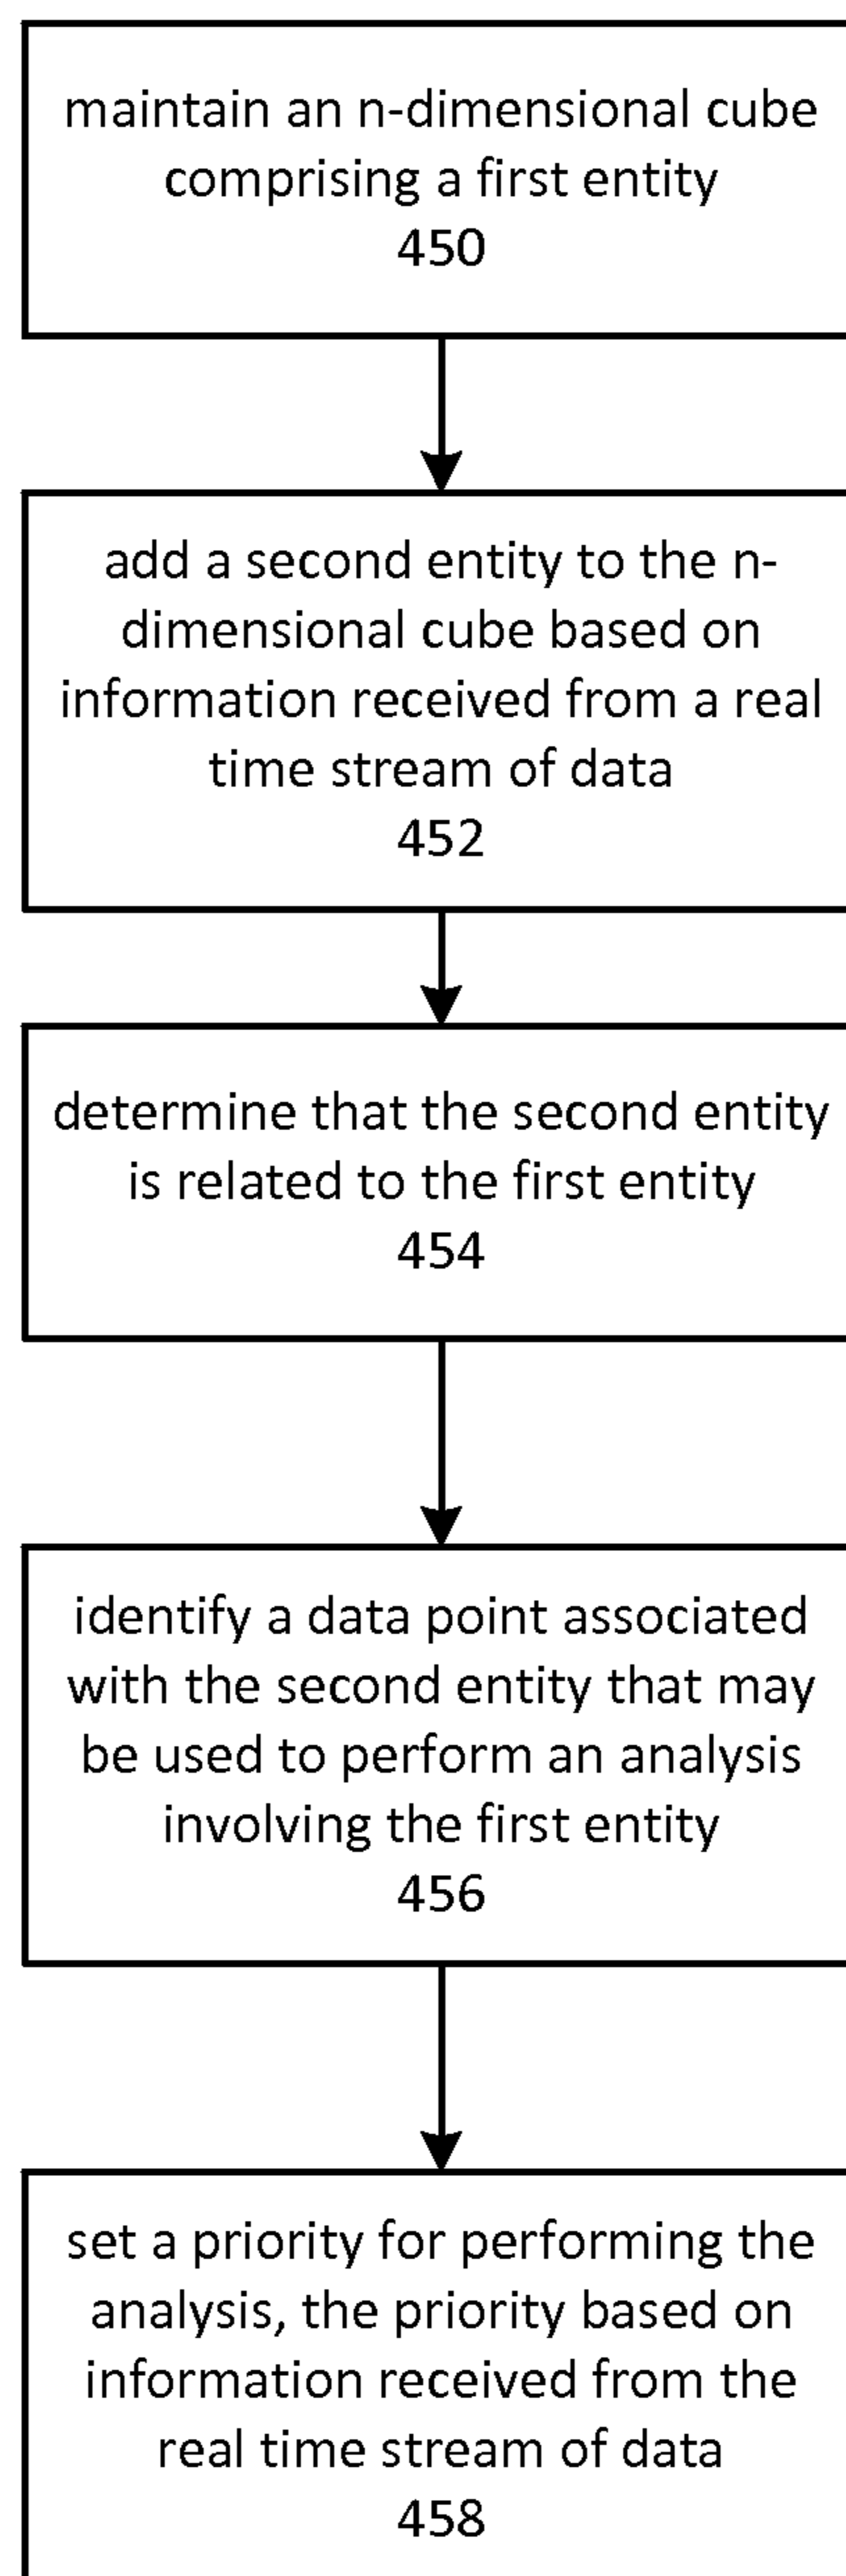 maintain an n-dimensional cube
comprising a first entity
450
add a second entity to the n-
dimensional cube based on
information received from a real
time stream of data
452
determine that the second entity
is related to the first entity
454
identify a data point associated
with the second entity that may
be used to perform an analysis
involving the first entity
456
set a priority for performing the
analysis, the priority based on
information received from the
real time stream of data
458